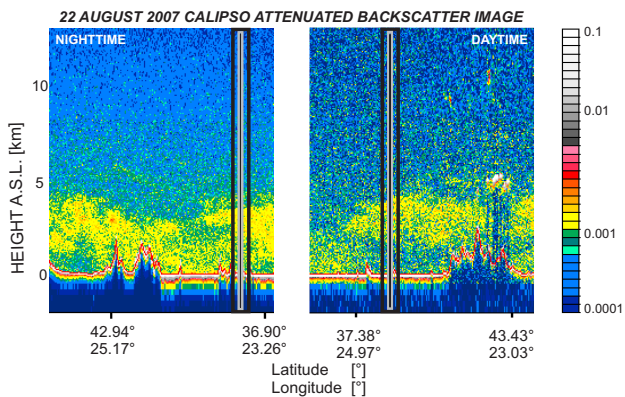 22 AUGUST 2007 CALIPSO ATTENUATED BACKSCATTER IMAGE
NIGHTTIME
DAYTIME
HEIGHT A.S.L. [km]
10
5
0
0.1
0.01
0.001
0.0001
42.94° 36.90° 37.38° 43.43°
25.17° 23.26° 24.97° 23.03°
Latitude [°]
Longitude [°]